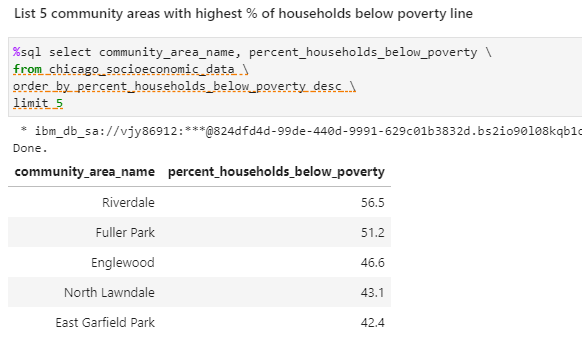 List 5 community areas with highest % of households below poverty line
%sql select community_area_name, percent_households_below_poverty \
from chicago_socioeconomic_data \
order by percent_households_below_poverty desc \
limit 5
* ibm_db_sa://vjy86912:***@824dfd4d-99de-440d-9991-629c01b3832d.bs2io90l08kqb1o
Done.
community_area_name percent_households_below_poverty
Riverdale 56.5
Fuller Park 51.2
Englewood 46.6
North Lawndale 43.1
East Garfield Park 42.4